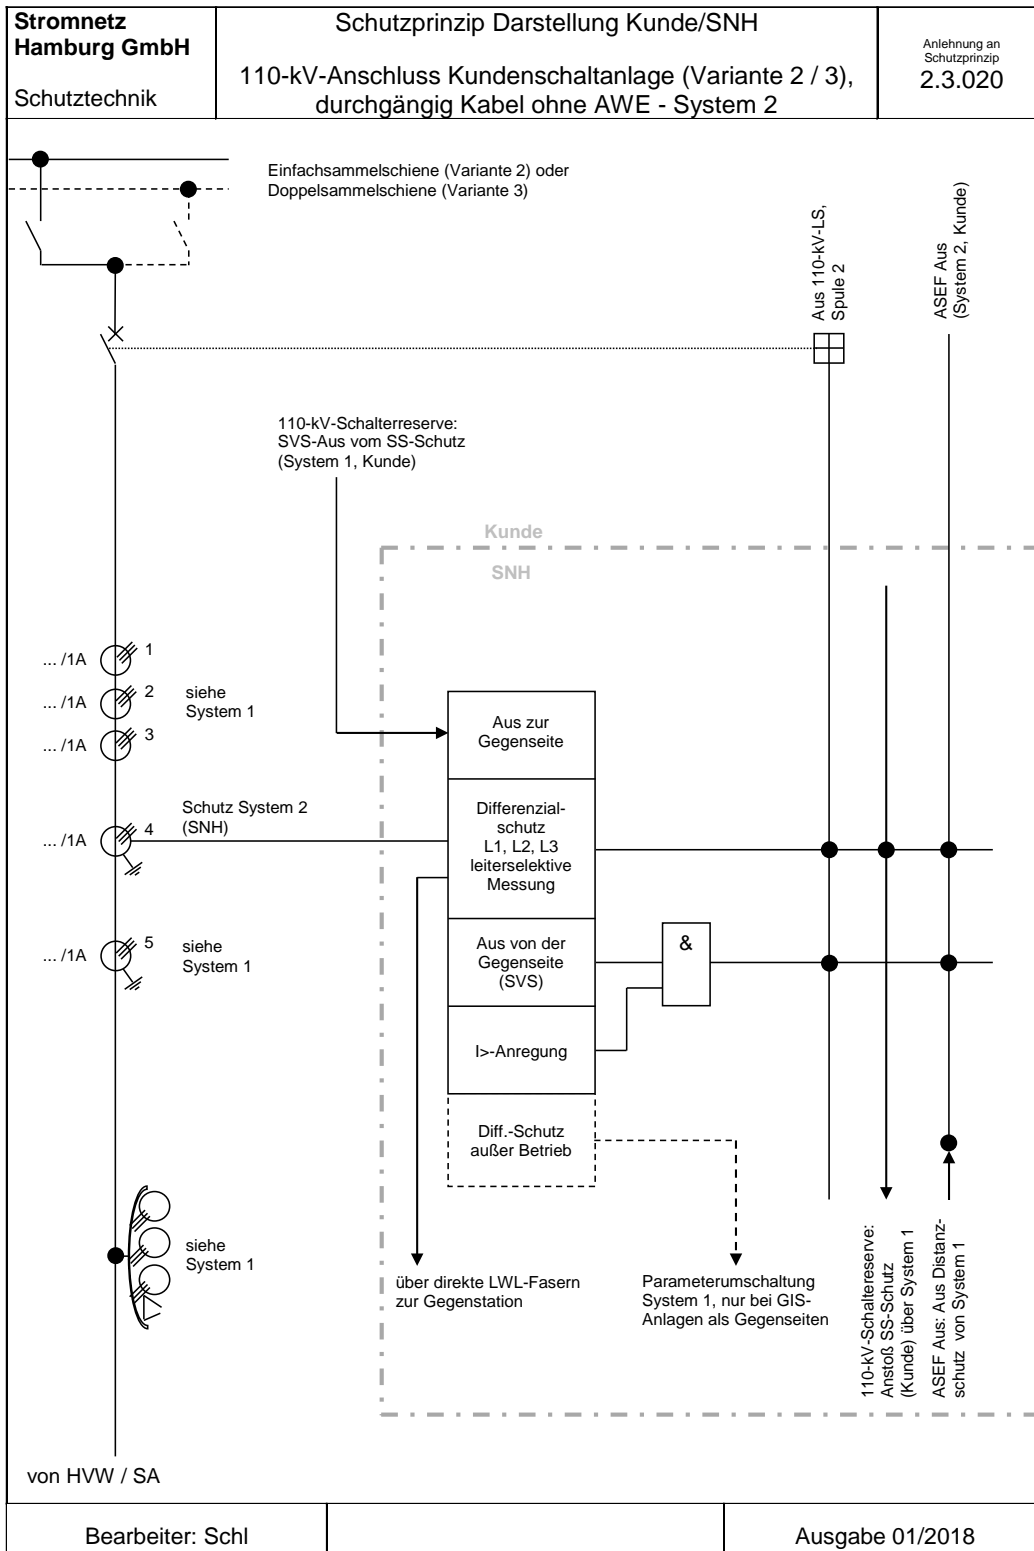 Stromnetz
Hamburg GmbH
Schutztechnik
Schutzprinzip Darstellung Kunde/SNH
110-kV-Anschluss Kundenschaltanlage (Variante 2 / 3),
durchgängig Kabel ohne AWE - System 2
Anlehnung an
Schutzprinzip
2.3.020
Einfachsammelschiene (Variante 2) oder
Doppelsammelschiene (Variante 3)
Aus 110-kV-LS,
Spule 2
ASEF Aus
(System 2, Kunde)
110-kV-Schalterreserve:
SVS-Aus vom SS-Schutz
(System 1, Kunde)
Kunde
SNH
... /1A
1
... /1A
2
siehe
System 1
... /1A
3
Aus zur
Gegenseite
Schutz System 2
(SNH)
... /1A
4
Differenzial-
schutz
L1, L2, L3
leiterselektive
Messung
... /1A
5
siehe
System 1
Aus von der
Gegenseite
(SVS)
&
I>-Anregung
Diff.-Schutz
außer Betrieb
siehe
System 1
über direkte LWL-Fasern
zur Gegenstation
Parameterumschaltung
System 1, nur bei GIS-
Anlagen als Gegenseiten
110-kV-Schaltereserve:
Anstoß SS-Schutz
(Kunde) über System 1
ASEF Aus: Aus Distanz-
schutz von System 1
von HVW / SA
Bearbeiter: Schl
Ausgabe 01/2018